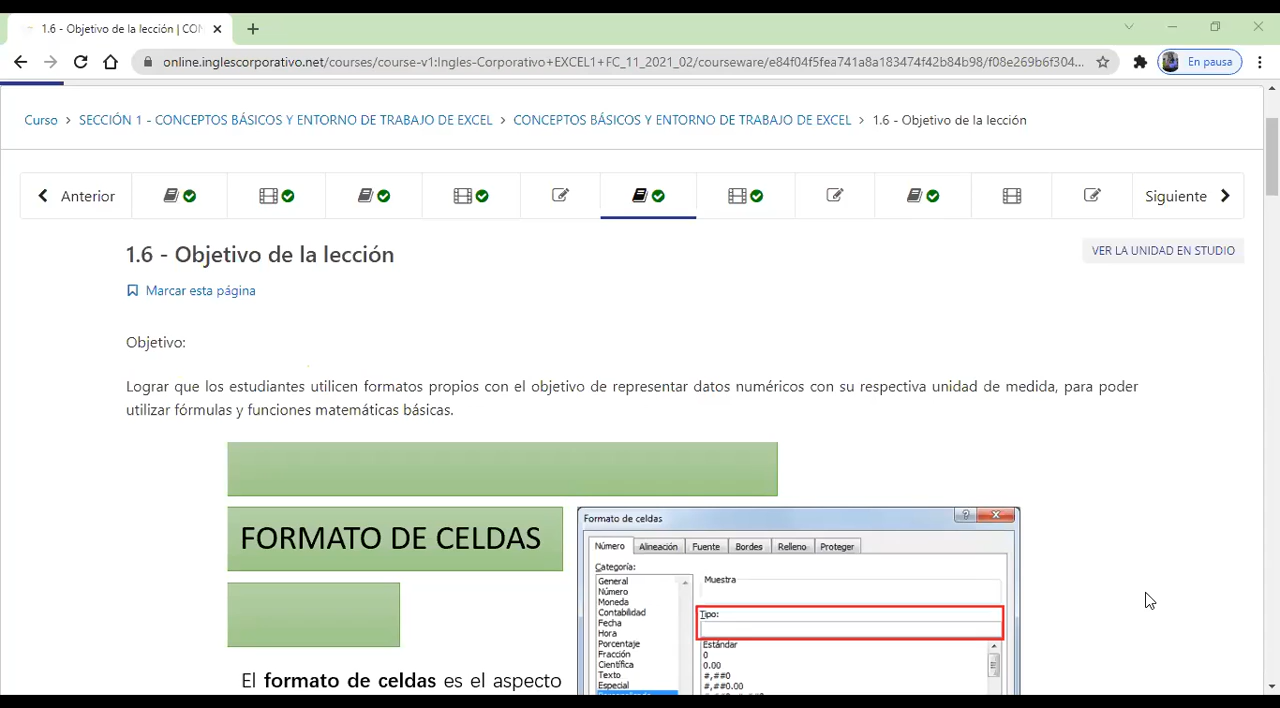 1.6 - Objetivo de la lección | CON
En pausa
online.inglescorporativo.net/courses/course-v1:Ingles-Corporativo+EXCEL1+FC_11_2021_02/courseware/e84f04f5fea741a8a183474f42b84b98/f08e269b6f304...
Curso > SECCIÓN 1 - CONCEPTOS BÁSICOS Y ENTORNO DE TRABAJO DE EXCEL > CONCEPTOS BÁSICOS Y ENTORNO DE TRABAJO DE EXCEL > 1.6 - Objetivo de la lección
Anterior
Siguiente
1.6 - Objetivo de la lección
VER LA UNIDAD EN STUDIO
Marcar esta página
Objetivo:
Lograr que los estudiantes utilicen formatos propios con el objetivo de representar datos numéricos con su respectiva unidad de medida, para poder
utilizar fórmulas y funciones matemáticas básicas.
FORMATO DE CELDAS
El formato de celdas es el aspecto
Formato de celdas
Número Alineación Fuente Bordes Relleno Proteger
Categoría:
General
Número
Moneda
Contabilidad
Fecha
Hora
Porcentaje
Fracción
Científica
Texto
Especial
Muestra
Tipo:
Estándar
0
0.00
#,##0
#,##0.00